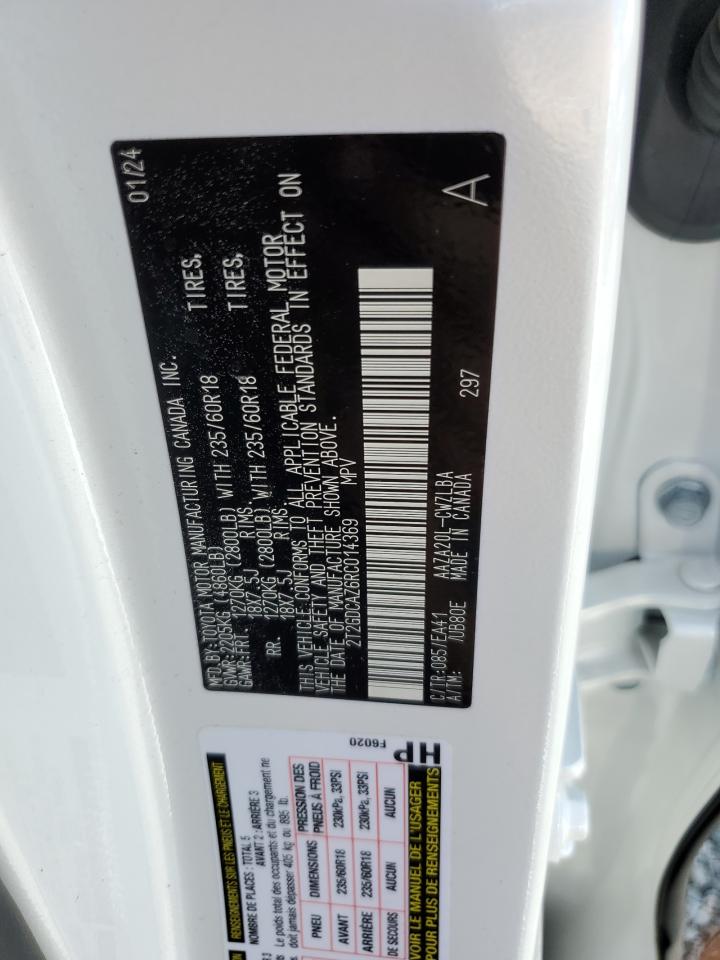 MFD.BY:TOYOTA MOTOR MANUFACTURING CANADA INC. 01/24
GVWR:2205KG (4860LB)
GAWR:FRT. 1270KG (2800LB) WITH 235/60R18 TIRES,
18X7.5J RIMS,
RR. 1270KG (2800LB) WITH 235/60R18 TIRES,
18X7.5J RIMS,
THIS VEHICLE CONFORMS TO ALL APPLICABLE FEDERAL MOTOR
VEHICLE SAFETY AND THEFT PREVENTION STANDARDS IN EFFECT ON
THE DATE OF MANUFACTURE SHOWN ABOVE.
2T2GDCAZ6RC014369 MPV
C/TR:0851EA41 AAZA20L-CWZLBA 297 A
A/TM: /UB80E MADE IN CANADA
RENSEIGNEMENTS SUR LES PNEUS ET LE CHARGEMENT
NOMBRE DE PLACES : TOTAL 5
AVANT 2 : ARRIÈRE 3
Le poids total des occupants et du chargement ne
doit jamais dépasser 405 kg ou 895 lb.
PNEU DIMENSIONS PRESSION DES PNEUS À FROID
AVANT 235/60R18 230kPa, 33PSI
ARRIÈRE 235/60R18 230kPa, 33PSI
DE SECOURS AUCUN AUCUN
VOIR LE MANUEL DE L'USAGER
POUR PLUS DE RENSEIGNEMENTS
HP
F6020